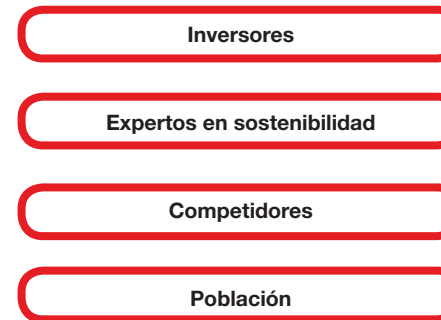 Inversores
Expertos en sostenibilidad
Competidores
Población